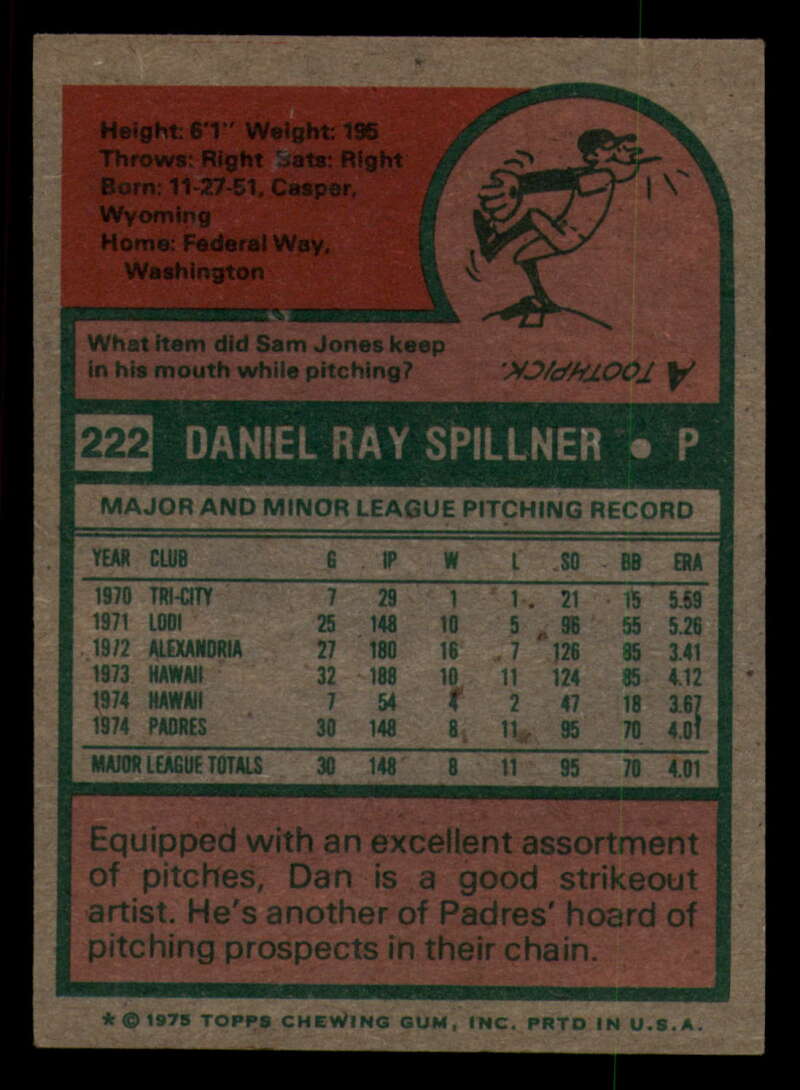 Height: 6'1" Weight: 195
Throws: Right Bats: Right
Born: 11-27-51, Casper,
Wyoming
Home: Federal Way,
Washington
What item did Sam Jones keep
in his mouth while pitching?
A TOOTHPICK.
222 DANIEL RAY SPILLNER • P
MAJOR AND MINOR LEAGUE PITCHING RECORD
YEAR CLUB G IP W L SO BB ERA
1970 TRI-CITY 7 29 1 1 21 15 5.59
1971 LODI 25 148 10 5 96 55 5.26
1972 ALEXANDRIA 27 180 16 7 126 85 3.41
1973 HAWAII 32 188 10 11 124 85 4.12
1974 HAWAII 7 54 4 2 47 18 3.67
1974 PADRES 30 148 8 11 95 70 4.01
MAJOR LEAGUE TOTALS 30 148 8 11 95 70 4.01
Equipped with an excellent assortment
of pitches, Dan is a good strikeout
artist. He's another of Padres' hoard of
pitching prospects in their chain.
* © 1975 TOPPS CHEWING GUM, INC. PRTD IN U.S.A.